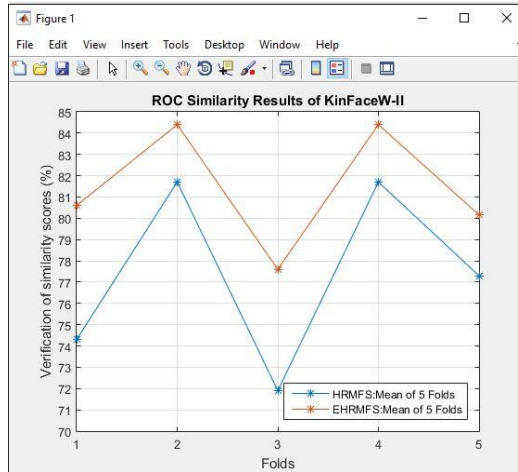 Figure 1
File Edit View Insert Tools Desktop Window Help
ROC Similarity Results of KinFaceW-II
Verification of similarity scores (%)
85
84
83
82
81
80
79
78
77
76
75
74
73
72
71
70
HRMFS:Mean of 5 Folds
EHRMFS:Mean of 5 Folds
1 2 3 4 5
Folds